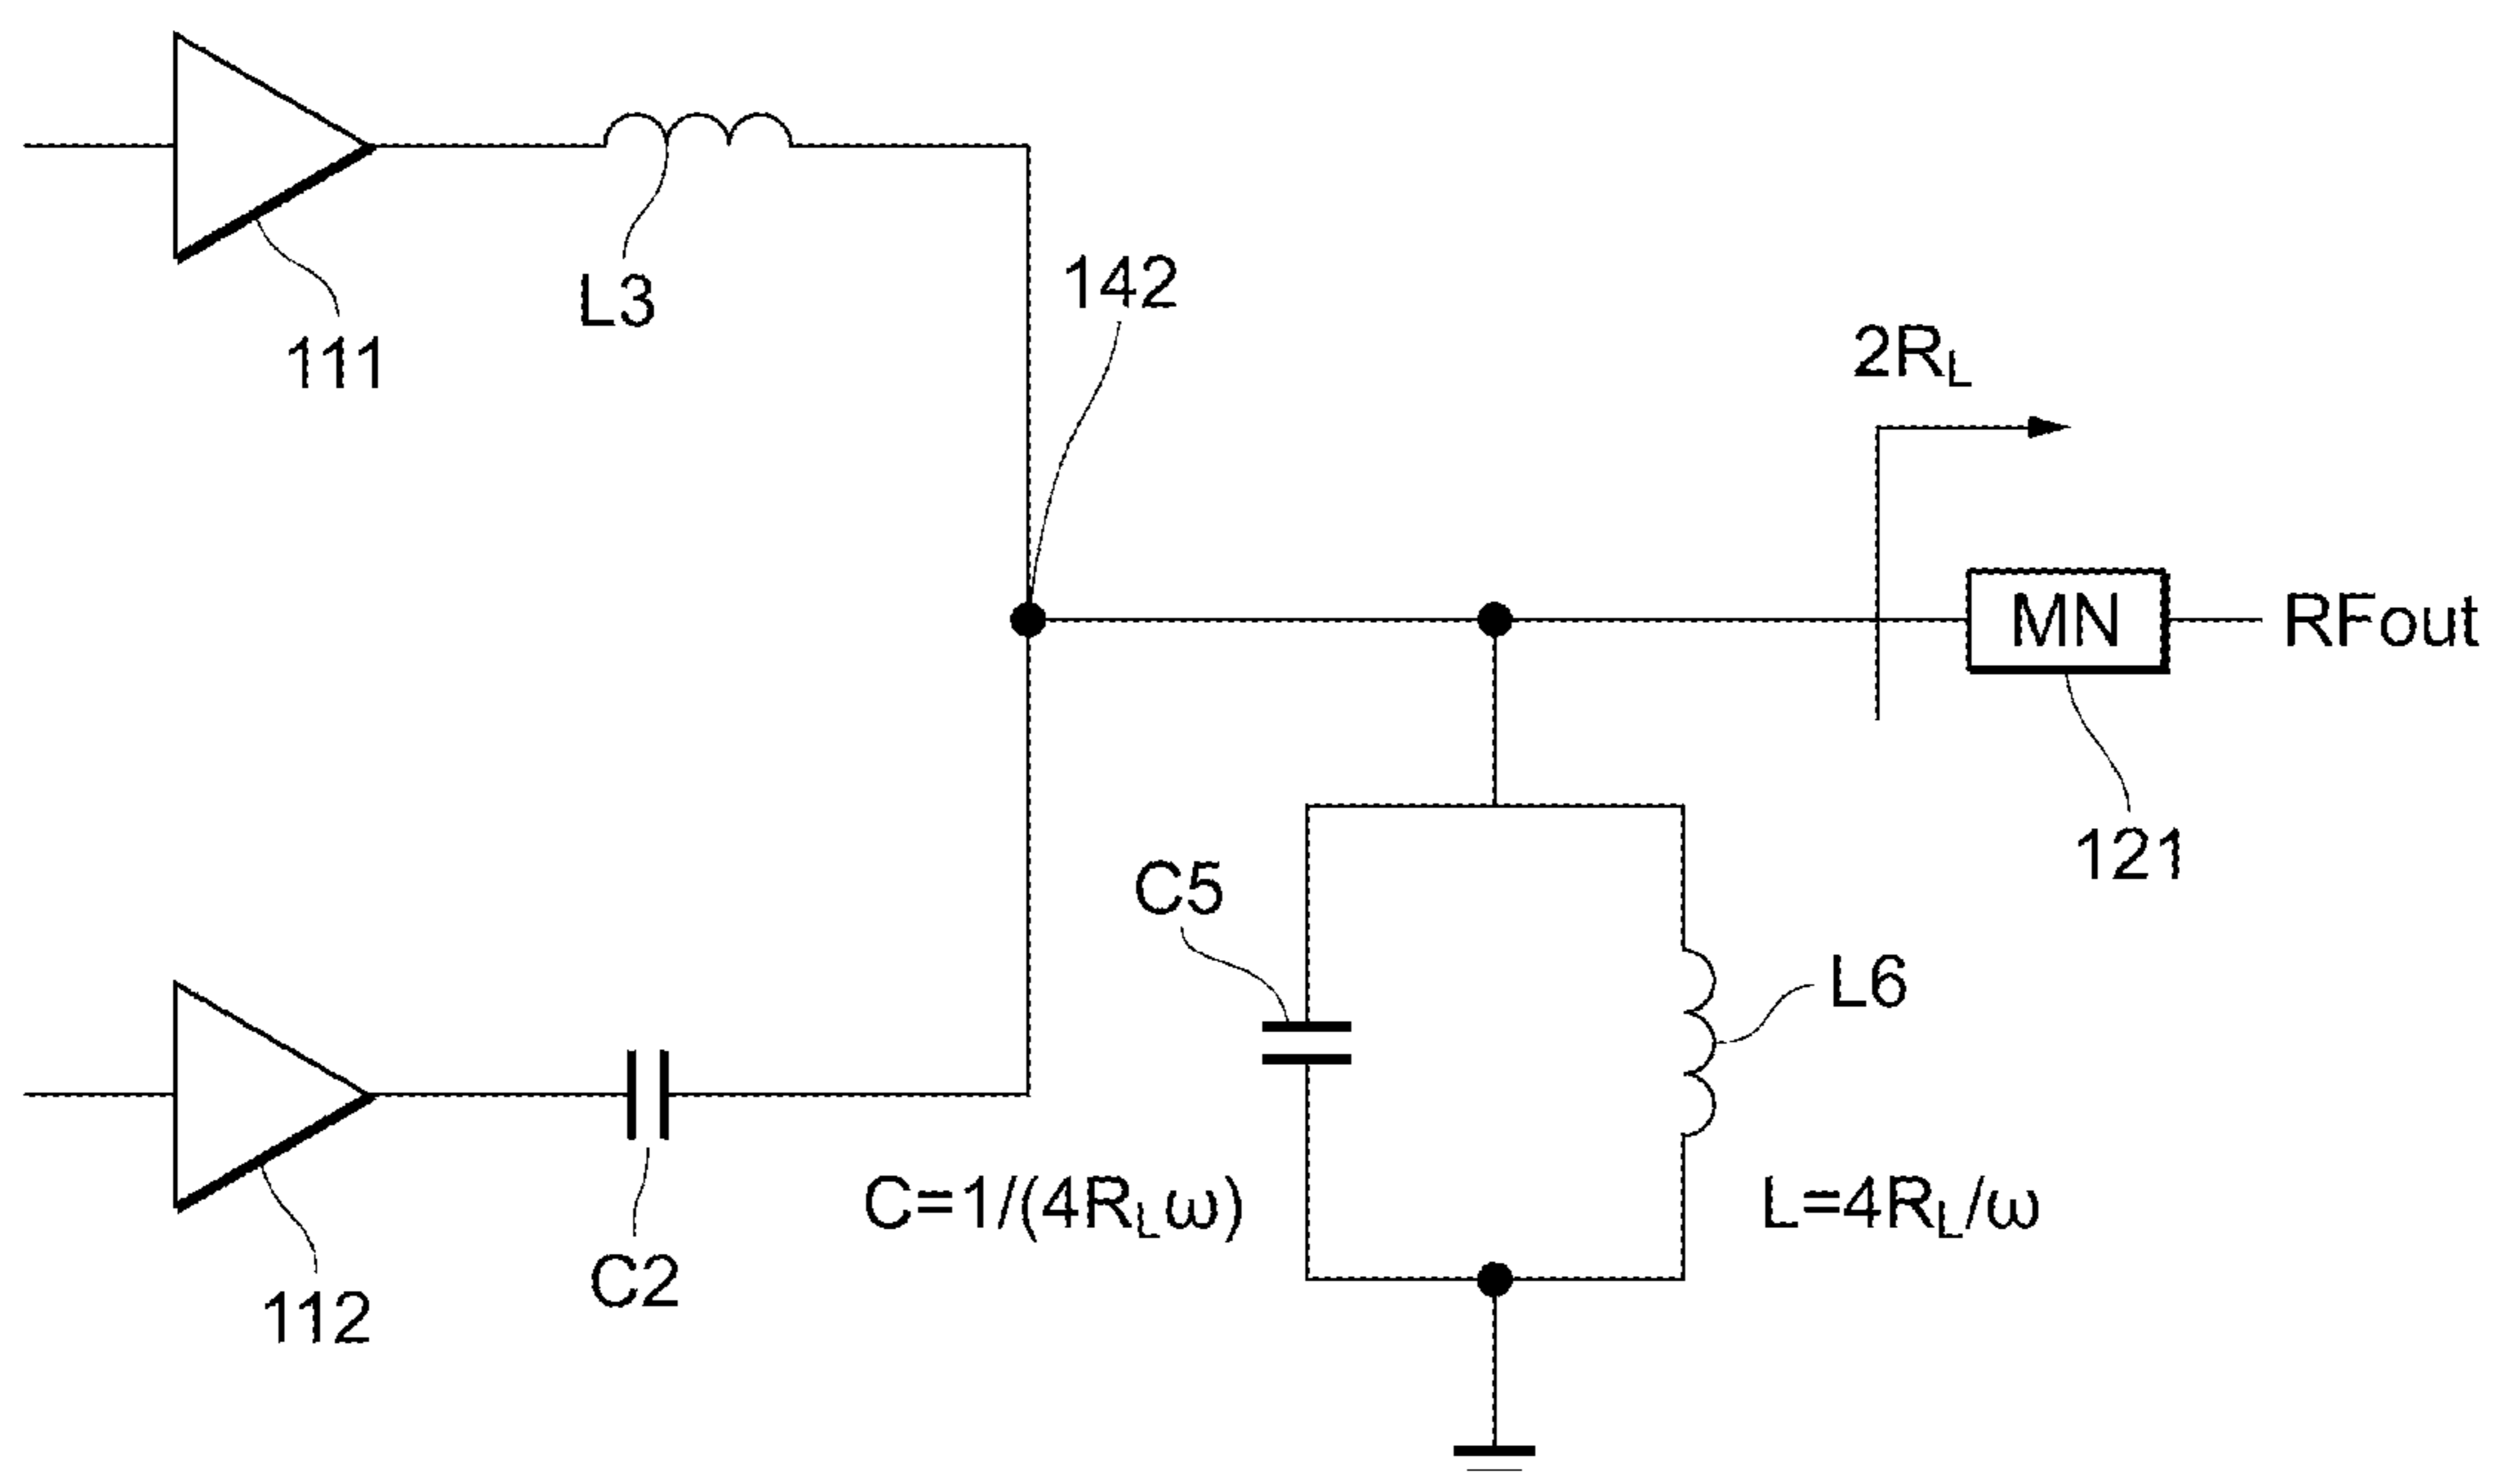 L3
111
142
2RL
MN
RFout
121
C5
L6
C=1/(4RLω)
L=4RL/ω
C2
112